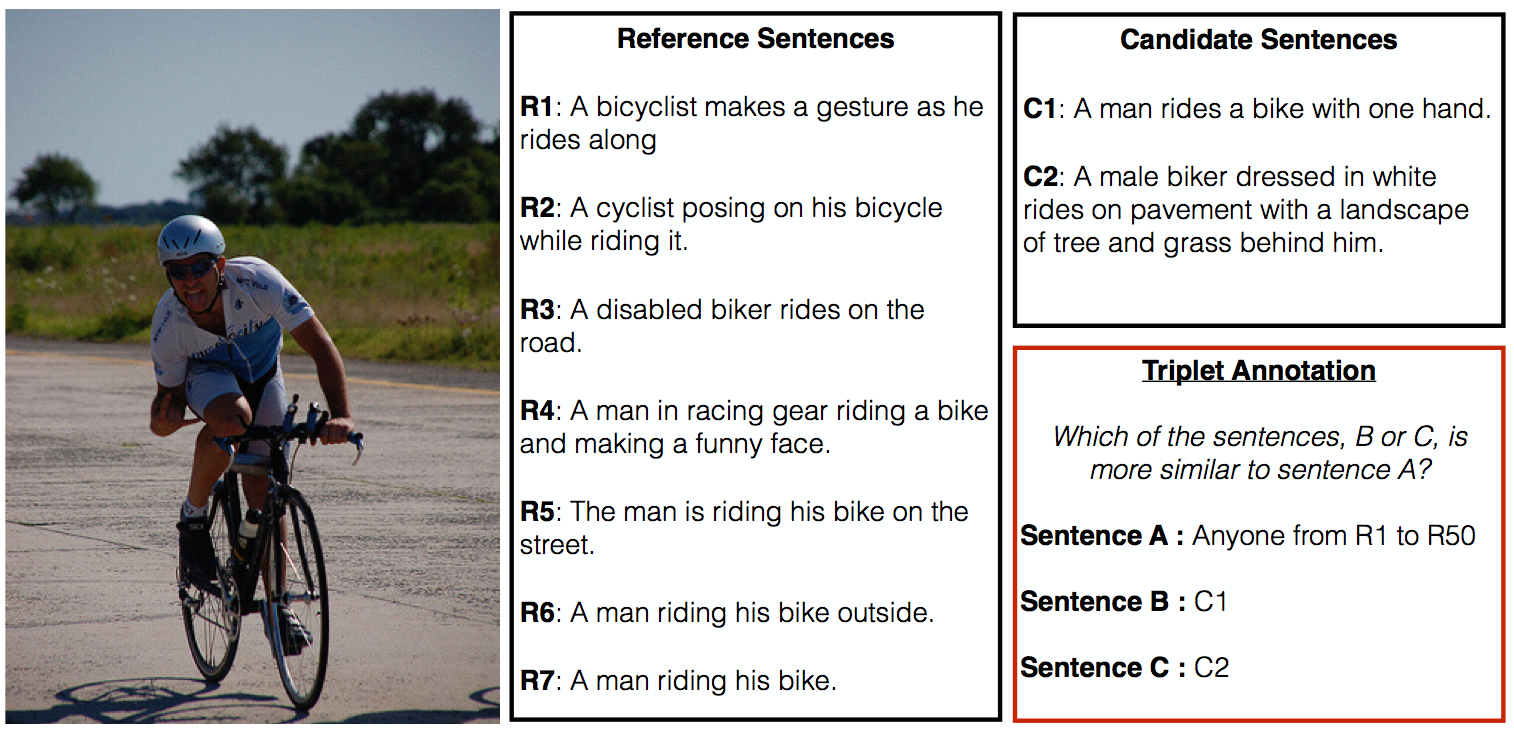 Reference Sentences
R1: A bicyclist makes a gesture as he
rides along
R2: A cyclist posing on his bicycle
while riding it.
R3: A disabled biker rides on the
road.
R4: A man in racing gear riding a bike
and making a funny face.
R5: The man is riding his bike on the
street.
R6: A man riding his bike outside.
R7: A man riding his bike.
Candidate Sentences
C1: A man rides a bike with one hand.
C2: A male biker dressed in white
rides on pavement with a landscape
of tree and grass behind him.
Triplet Annotation
Which of the sentences, B or C, is
more similar to sentence A?
Sentence A : Anyone from R1 to R50
Sentence B : C1
Sentence C : C2